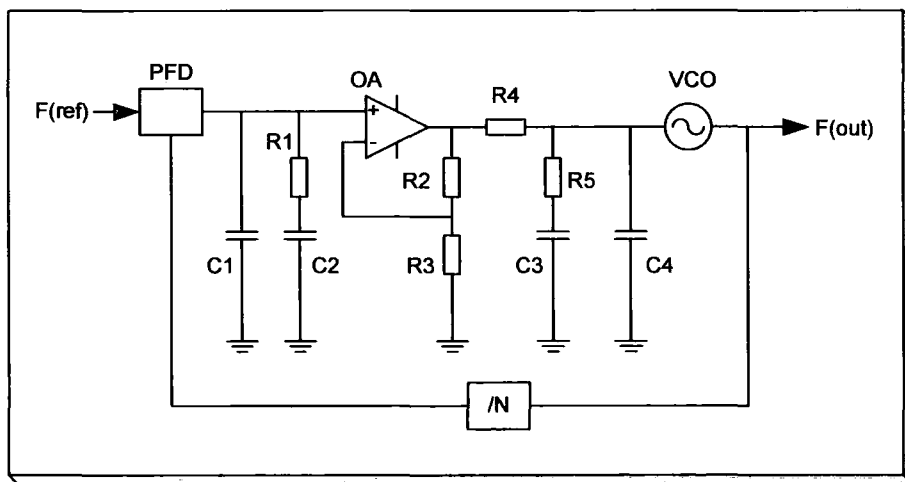 PFD
OA
VCO
F(ref)
+
-
R4
F(out)
R1
R2
R5
C1
C2
R3
C3
C4
/N